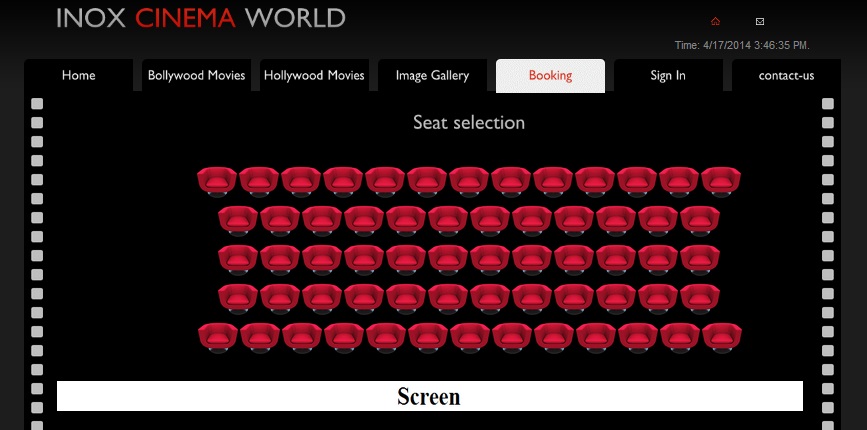 INOX CINEMA WORLD
Time: 4/17/2014 3:46:35 PM.
Home Bollywood Movies Hollywood Movies Image Gallery Booking Sign In contact-us
Seat selection
Screen